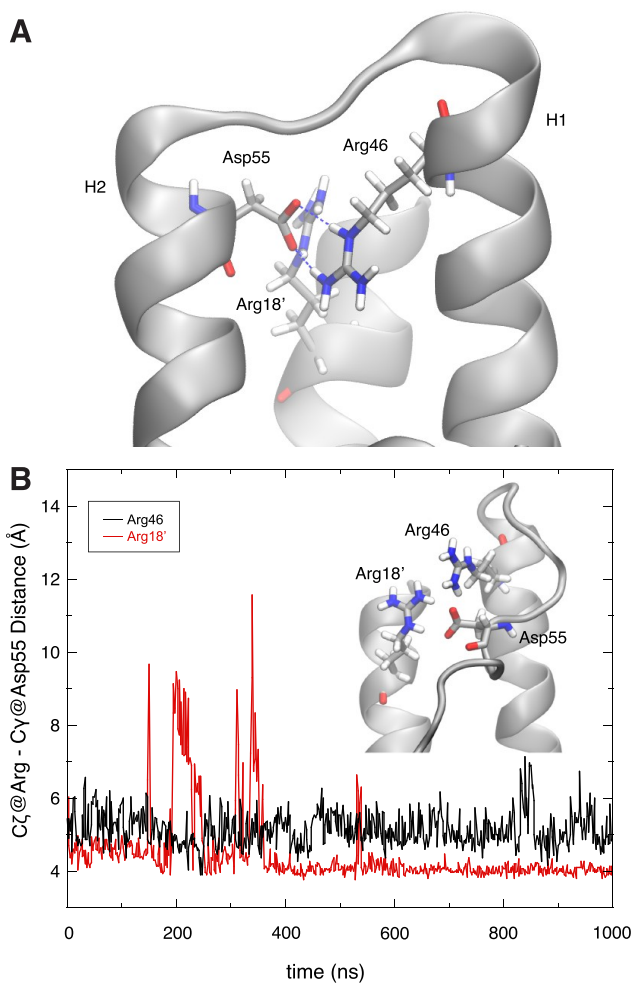 A
H1
Arg46
Asp55
H2
Arg18’
B
Cζ@Arg - Cγ@Asp55 Distance (Å)
14
12
10
8
6
4
Arg46
Arg18’
Arg46
Arg18’
Asp55
0 200 400 600 800 1000
time (ns)